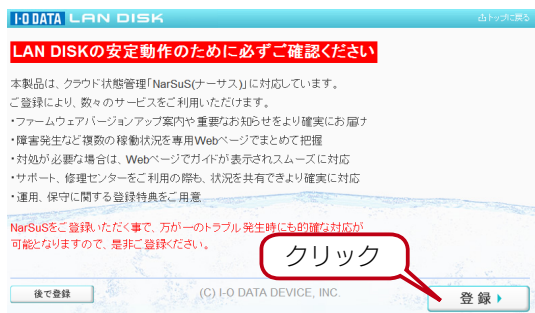 I-O DATA LAN DISK
凸トップに戻る
LAN DISKの安定動作のために必ずご確認ください
本製品は、クラウド状態管理「NarSuS(ナーサス)」に対応しています。
ご登録により、数々のサービスをご利用いただけます。
・ファームウェアバージョンアップ案内や重要なお知らせをより確実にお届け
・障害発生など複数の稼働状況を専用Webページでまとめて把握
・対処が必要な場合は、Webページでガイドが表示されスムーズに対応
・サポート、修理センターをご利用の際も、状況を共有できより確実に対応
・運用、保守に関する登録特典をご用意
NarSuSをご登録いただく事で、万が一のトラブル発生時にも的確な対応が
可能となりますので、是非ご登録ください。
クリック
後で登録
(C) I-O DATA DEVICE, INC.
登録